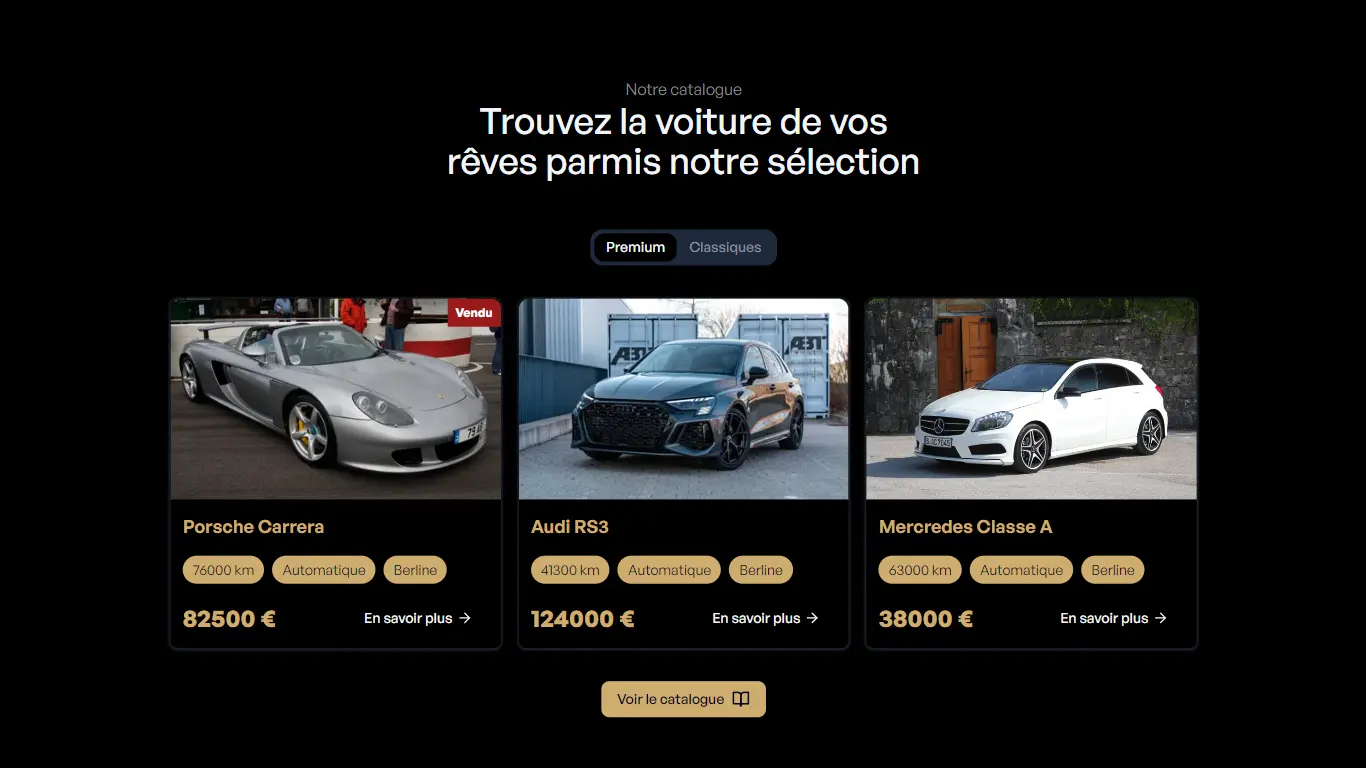 Notre catalogue
Trouvez la voiture de vos
rêves parmis notre sélection
Premium Classiques
Vendu
ABT
ABT
Porsche Carrera
76000 km Automatique Berline
82500 € En savoir plus →
Audi RS3
41300 km Automatique Berline
124000 € En savoir plus →
Mercredes Classe A
63000 km Automatique Berline
38000 € En savoir plus →
Voir le catalogue